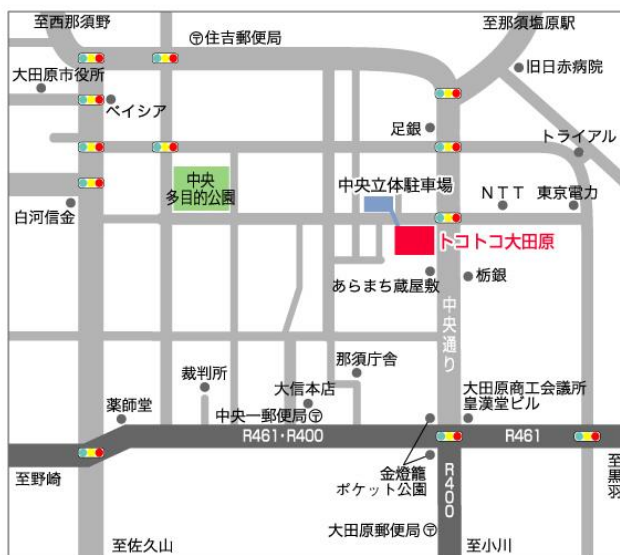 至西那須野
至那須塩原駅
〒住吉郵便局
旧日赤病院
大田原市役所
ベイシア
足銀
トライアル
中央
多目的公園
中央立体駐車場
NTT
東京電力
白河信金
トコトコ大田原
あらまち蔵屋敷
栃銀
中央通り
那須庁舎
裁判所
大信本店
大田原商工会議所
皇漢堂ビル
薬師堂
中央一郵便局〒
R461・R400
R461
至野崎
金燈籠
ポケット公園
R400
至黒羽
大田原郵便局〒
至佐久山
至小川